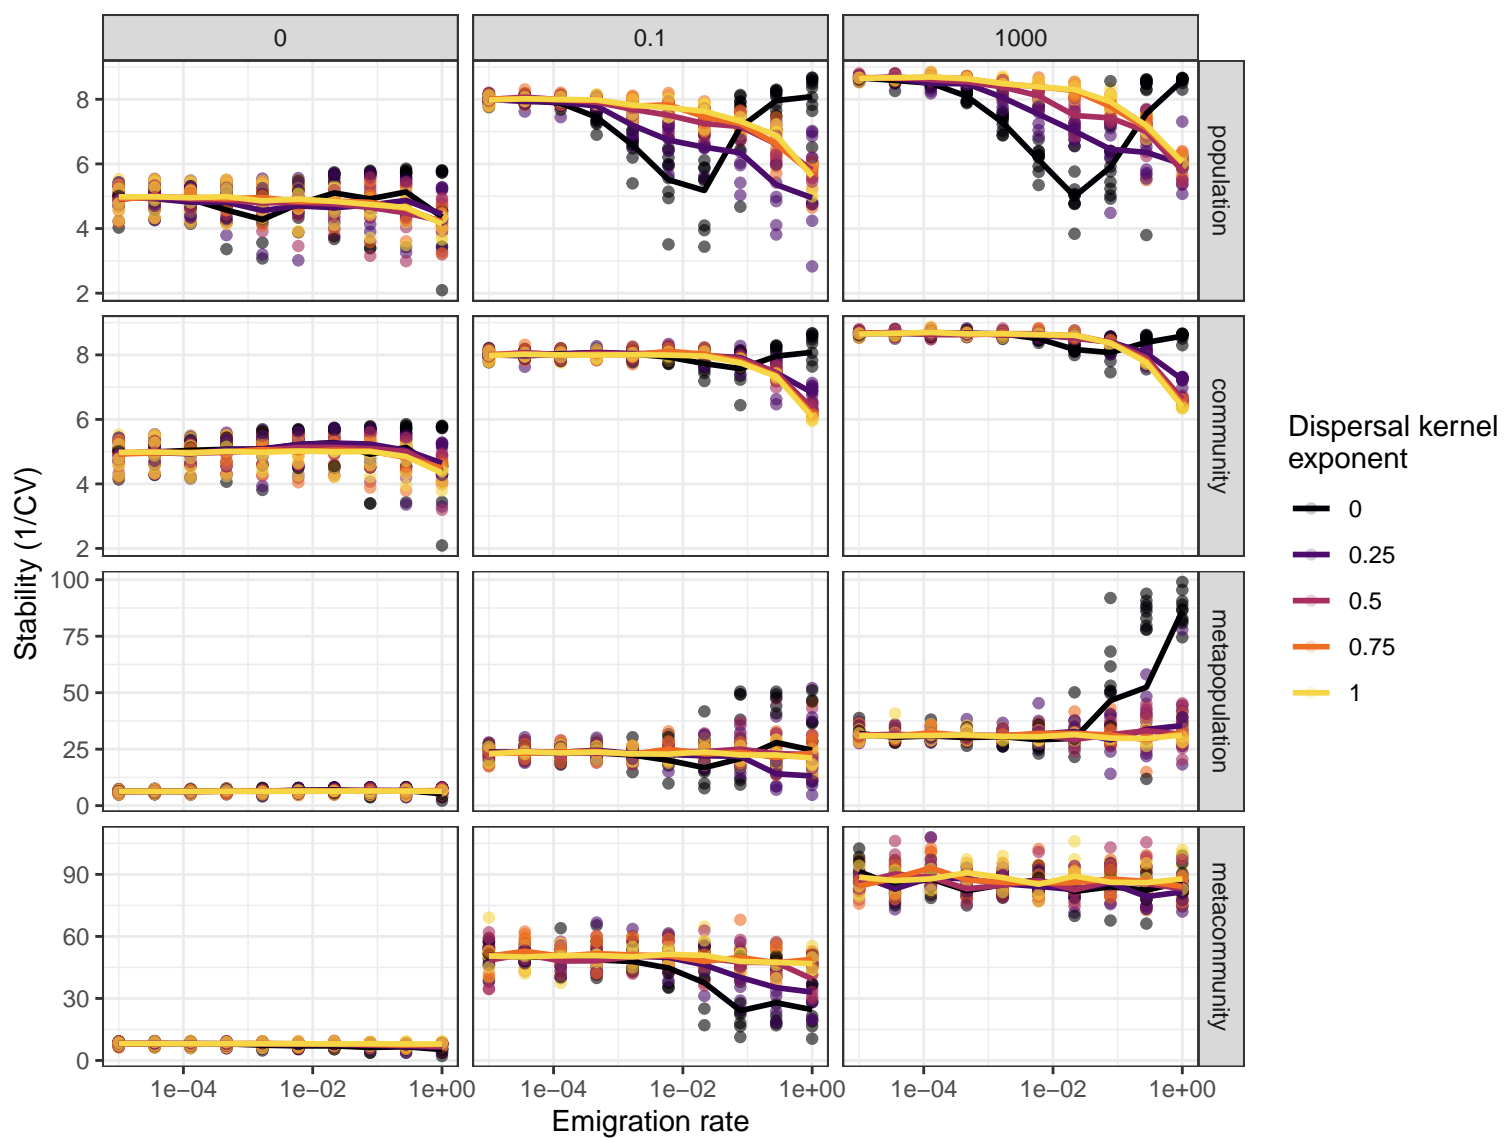 0 0.1 1000
8
6
4
2
population
8
6
4
2
community
100
75
50
25
0
metapopulation
90
60
30
0
metacommunity
1e−04 1e−02 1e+00 1e−04 1e−02 1e+00 1e−04 1e−02 1e+00
Emigration rate
Stability (1/CV)
Dispersal kernel
exponent
0
0.25
0.5
0.75
1